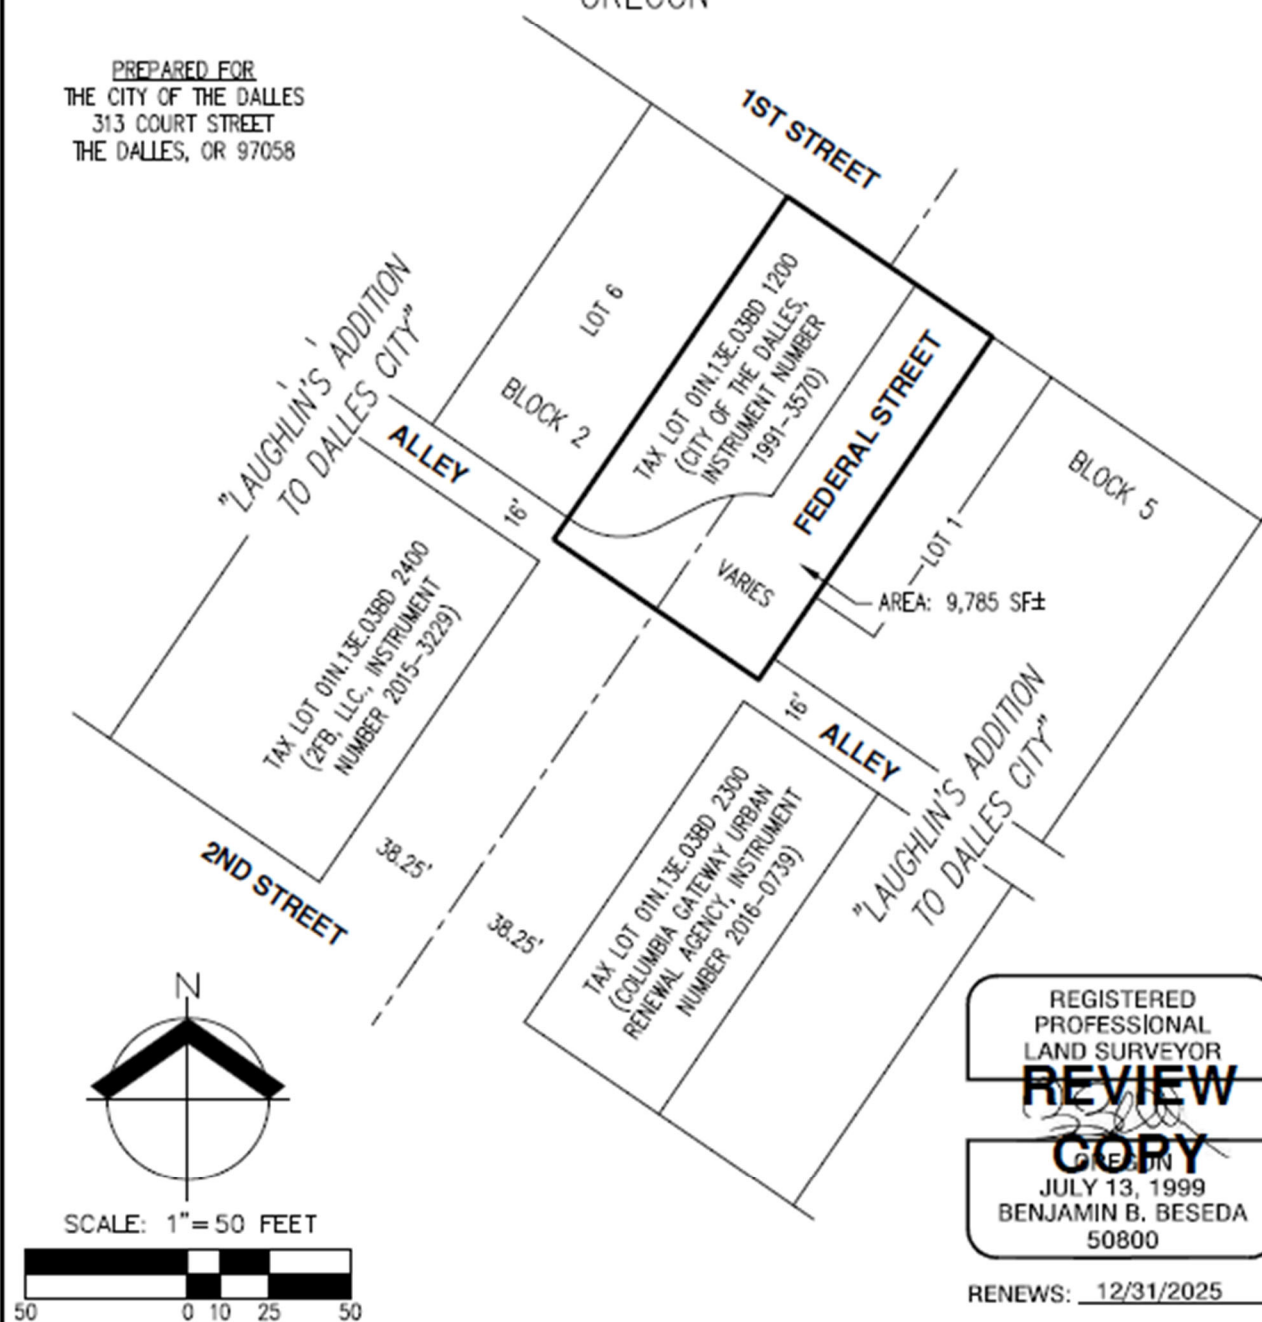 OREGON
PREPARED FOR
THE CITY OF THE DALLES
313 COURT STREET
THE DALLES, OR 97058
1ST STREET
LOT 6
BLOCK 2
TAX LOT 01N.13E.03BD 1200
(CITY OF THE DALLES,
INSTRUMENT NUMBER
1991-3570)
FEDERAL STREET
"LAUGHLIN'S ADDITION
TO DALLES CITY"
ALLEY
16'
BLOCK 5
LOT 1
VARIES
AREA: 9,785 SF±
TAX LOT 01N.13E.03BD 2400
(2FB, LLC., INSTRUMENT
NUMBER 2015-3229)
16'
ALLEY
"LAUGHLIN'S ADDITION
TO DALLES CITY"
TAX LOT 01N.13E.03BD 2300
(COLUMBIA GATEWAY URBAN
RENEWAL AGENCY, INSTRUMENT
NUMBER 2016-0739)
2ND STREET
38.25'
38.25'
N
SCALE: 1"= 50 FEET
50 0 10 25 50
REGISTERED
PROFESSIONAL
LAND SURVEYOR
REVIEW
COPY
OREGON
JULY 13, 1999
BENJAMIN B. BESEDA
50800
RENEWS: 12/31/2025